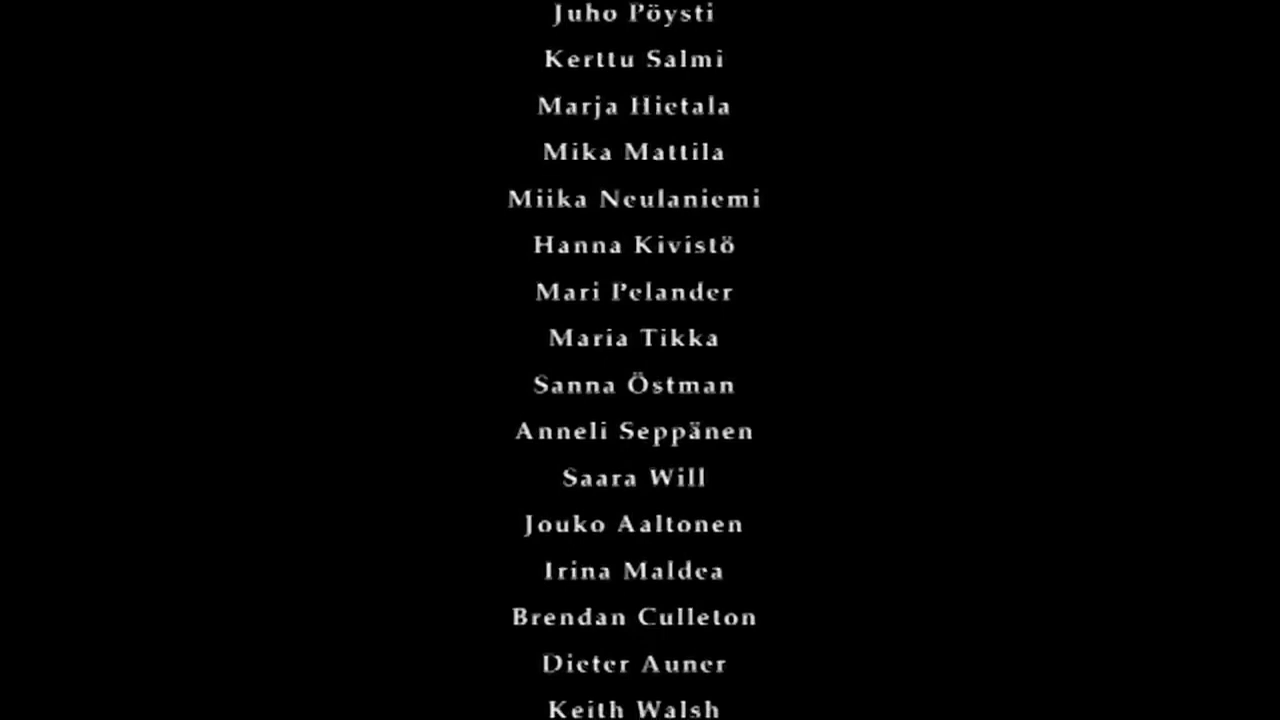 Juho Pöysti
Kerttu Salmi
Marja Hietala
Mika Mattila
Miika Neulaniemi
Hanna Kivistö
Mari Pelander
Maria Tikka
Sanna Östman
Anneli Seppänen
Saara Will
Jouko Aaltonen
Irina Maldea
Brendan Culleton
Dieter Auner
Keith Walsh